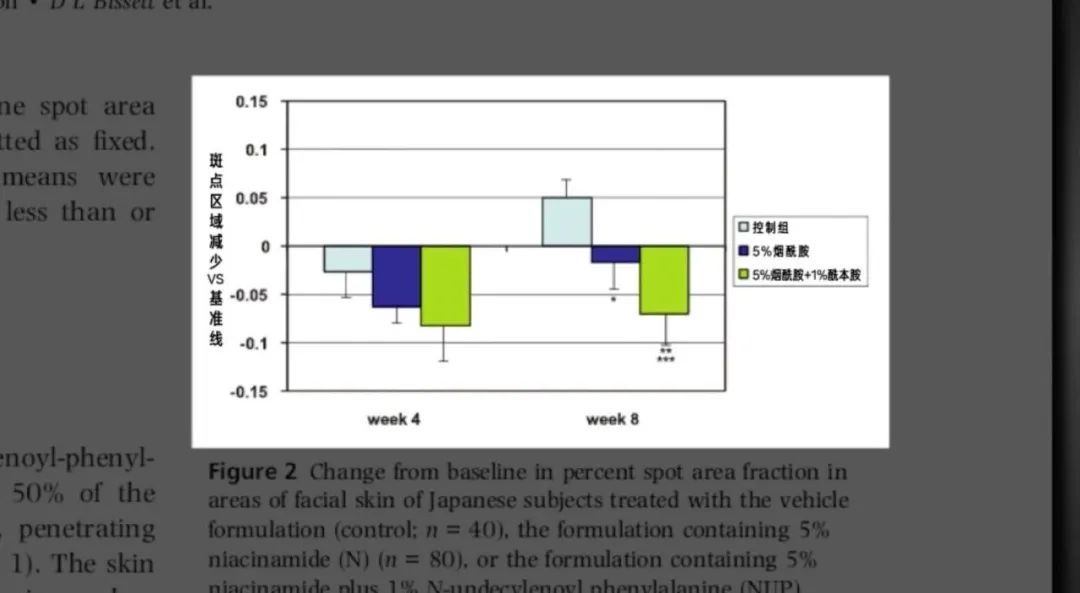 D L Bissett et al.
ne spot area
tted as fixed.
means were
less than or
斑点区域减少VS基准线
0.15
0.1
0.05
0
-0.05
-0.1
-0.15
*
**
***
week 4
week 8
控制组
5%烟酰胺
5%烟酰胺+1%酰本胺
enoyl-phenyl-
50% of the
, penetrating
1). The skin
Figure 2 Change from baseline in percent spot area fraction in
areas of facial skin of Japanese subjects treated with the vehicle
formulation (control; n = 40), the formulation containing 5%
niacinamide (N) (n = 80), or the formulation containing 5%
niacinamide plus 1% N-undecylenoyl phenylalanine (NUP)